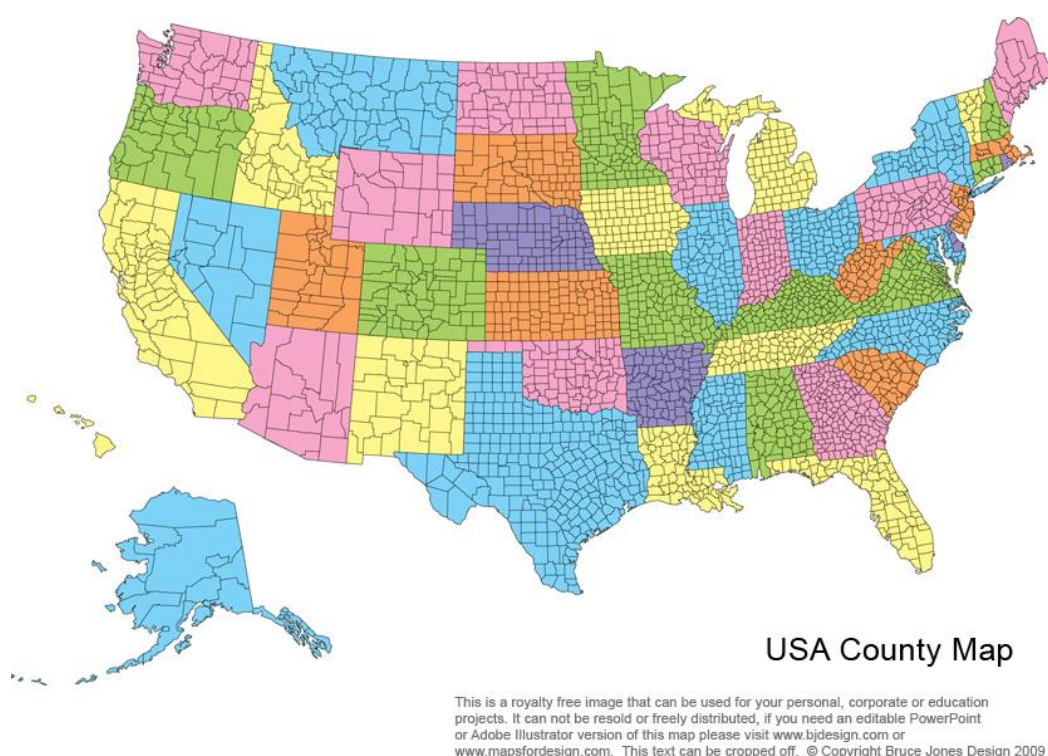 USA County Map
This is a royalty free image that can be used for your personal, corporate or education
projects. It can not be resold or freely distributed, if you need an editable PowerPoint
or Adobe Illustrator version of this map please visit www.bjdesign.com or
www.mapsfordesign.com. This text can be cropped off. © Copyright Bruce Jones Design 2009